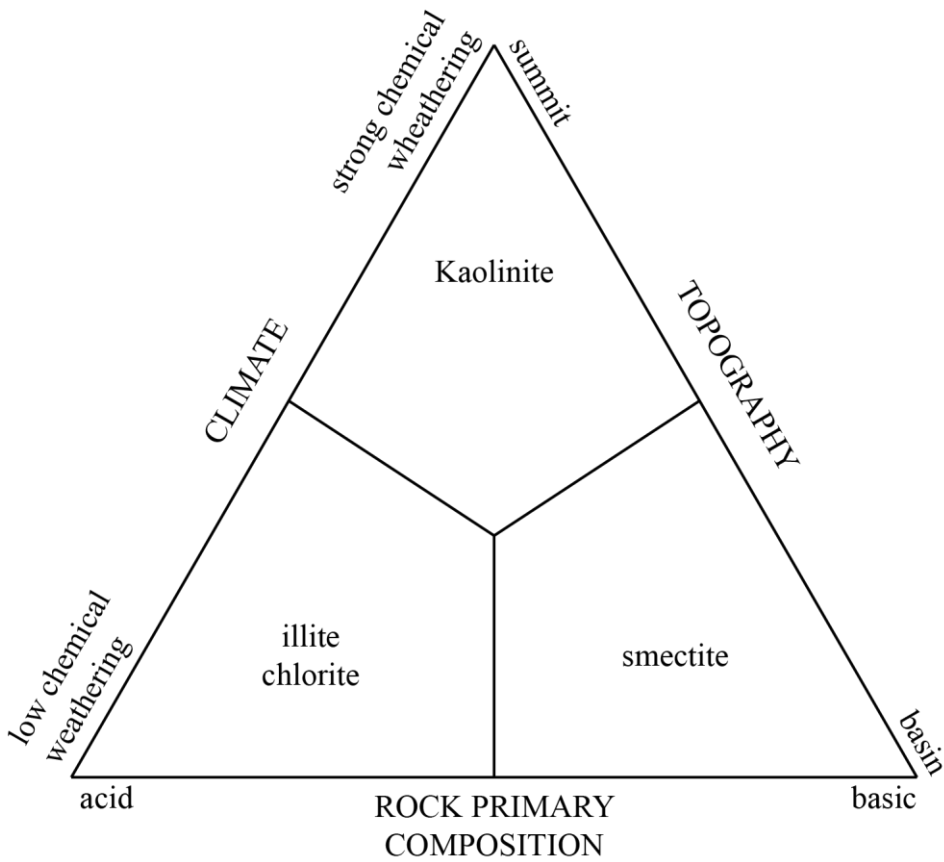 strong chemical
wheathering
summit
Kaolinite
CLIMATE
TOPOGRAPHY
low chemical
weathering
illite
chlorite
smectite
basin
acid
ROCK PRIMARY
COMPOSITION
basic